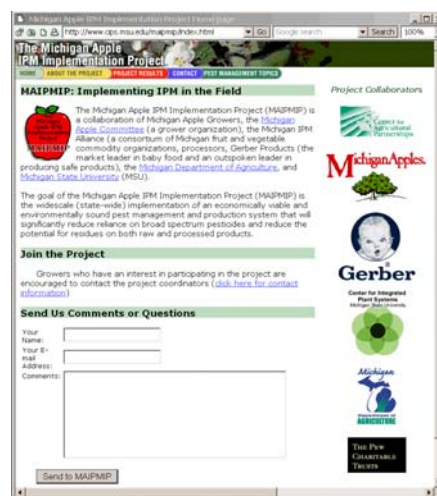 Michigan Apple IPM Implementation Project Homepage
http://www.cips.msu.edu/maipmip/index.html
Go
Google search
Search
100%
The Michigan Apple
IPM Implementation Project
HOME
ABOUT THE PROJECT
PROJECT RESULTS
CONTACT
PEST MANAGEMENT TOPICS
MAIPMIP: Implementing IPM in the Field
The Michigan Apple IPM Implementation Project (MAIPMIP) is
a collaboration of Michigan Apple Growers, the Michigan
Apple Committee (a grower organization), the Michigan IPM
Alliance (a consortium of Michigan fruit and vegetable
commodity organizations, processors, Gerber Products (the
market leader in baby food and an outspoken leader in
producing safe products), the Michigan Department of Agriculture, and
Michigan State University (MSU).
MAIPMIP
The goal of the Michigan Apple IPM Implementation Project (MAIPMIP) is
the widescale (state-wide) implementation of an economically viable and
environmentally sound pest management and production system that will
significantly reduce reliance on broad spectrum pesticides and reduce the
potential for residues on both raw and processed products.
Join the Project
Growers who have an interest in participating in the project are
encouraged to contact the project coordinators (click here for contact
information)
Send Us Comments or Questions
Your
Name:
Your E-
mail
Address:
Comments:
Send to MAIPMIP
Project Collaborators
Center for
Agricultural
Partnerships
MichiganApples.
Gerber
Center for Integrated
Plant Systems
Michigan State University
Michigan
Department of
AGRICULTURE
THE PEW
CHARITABLE
TRUSTS